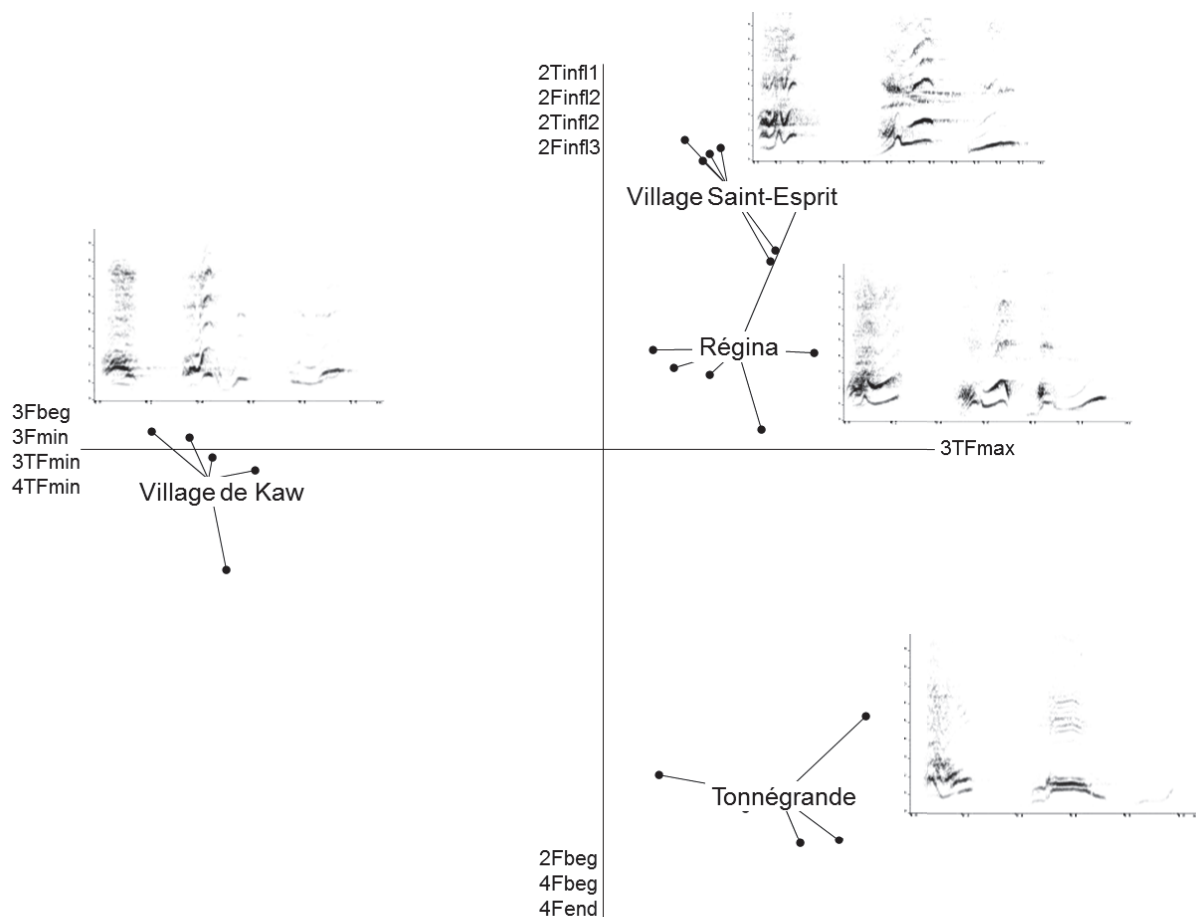 2Tinfl1
2Finfl2
2Tinfl2
2Finfl3
Village Saint-Esprit
Régina
3Fbeg
3Fmin
3TFmin
4TFmin
3TFmax
Village de Kaw
Tonnégrande
2Fbeg
4Fbeg
4Fend